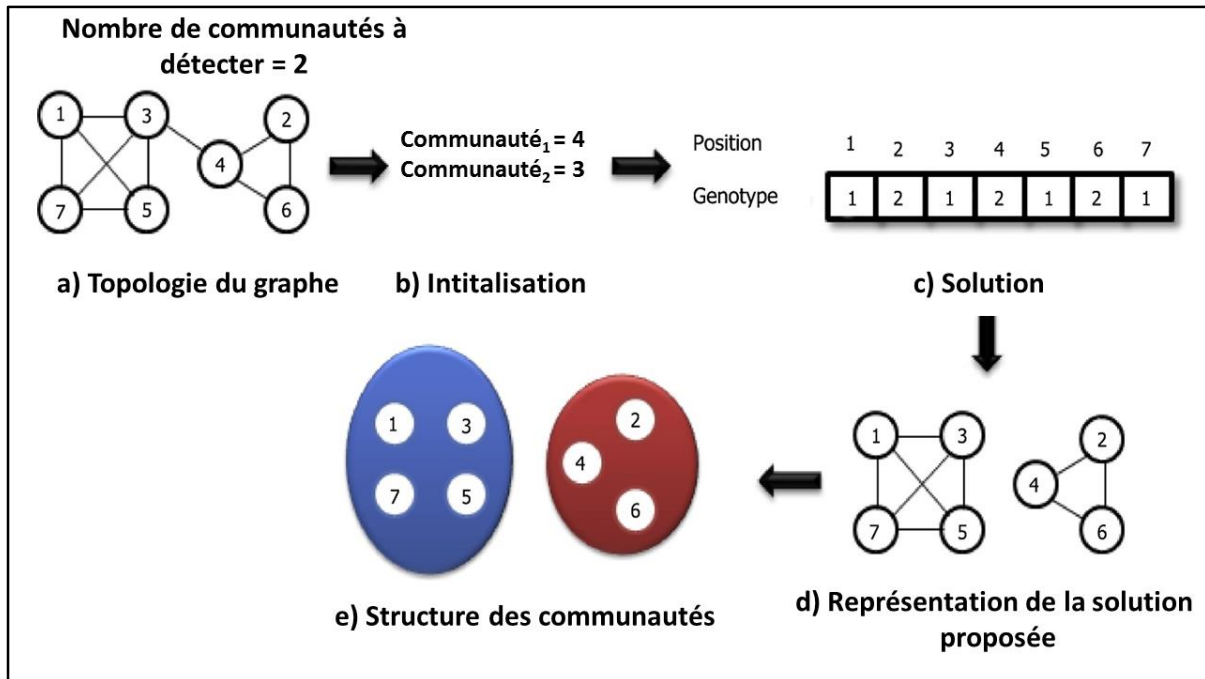 Nombre de communautés à
détecter = 2
1 3 2
4
7 5 6
a) Topologie du graphe
Communauté1 = 4
Communauté2 = 3
b) Intitalisation
Position 1 2 3 4 5 6 7
Genotype 1 2 1 2 1 2 1
c) Solution
1 3 2
4
7 5 6
d) Représentation de la solution
proposée
1 3 2
4
7 5 6
e) Structure des communautés